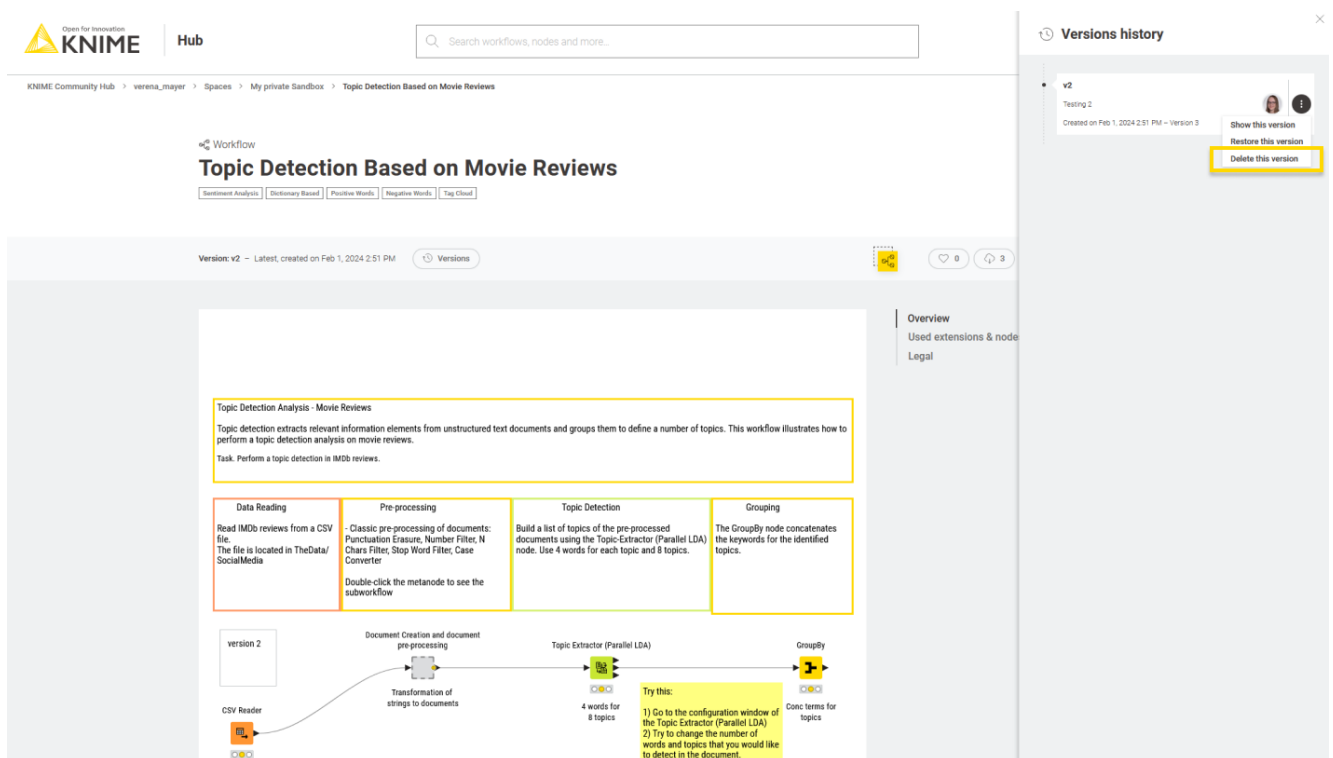 Open for Innovation
KNIME
Hub
Search workflows, nodes and more...
KNIME Community Hub > verena_mayer > Spaces > My private Sandbox > Topic Detection Based on Movie Reviews
Workflow
Topic Detection Based on Movie Reviews
Sentiment Analysis
Dictionary Based
Positive Words
Negative Words
Tag Cloud
Version: v2 – Latest, created on Feb 1, 2024 2:51 PM
Versions
0
3
Overview
Used extensions & node
Legal
Topic Detection Analysis - Movie Reviews
Topic detection extracts relevant information elements from unstructured text documents and groups them to define a number of topics. This workflow illustrates how to
perform a topic detection analysis on movie reviews.
Task. Perform a topic detection in IMDb reviews.
Data Reading
Read IMDb reviews from a CSV
file.
The file is located in TheData/
SocialMedia
Pre-processing
- Classic pre-processing of documents:
Punctuation Erasure, Number Filter, N
Chars Filter, Stop Word Filter, Case
Converter
Double-click the metanode to see the
subworkflow
Topic Detection
Build a list of topics of the pre-processed
documents using the Topic-Extractor (Parallel LDA)
node. Use 4 words for each topic and 8 topics.
Grouping
The GroupBy node concatenates
the keywords for the identified
topics.
version 2
CSV Reader
Document Creation and document
pre-processing
Transformation of
strings to documents
Topic Extractor (Parallel LDA)
4 words for
8 topics
Try this:
1) Go to the configuration window of
the Topic Extractor (Parallel LDA)
2) Try to change the number of
words and topics that you would like
to detect in the document.
GroupBy
Conc terms for
topics
Versions history
v2
Testing 2
Created on Feb 1, 2024 2:51 PM – Version 3
Show this version
Restore this version
Delete this version